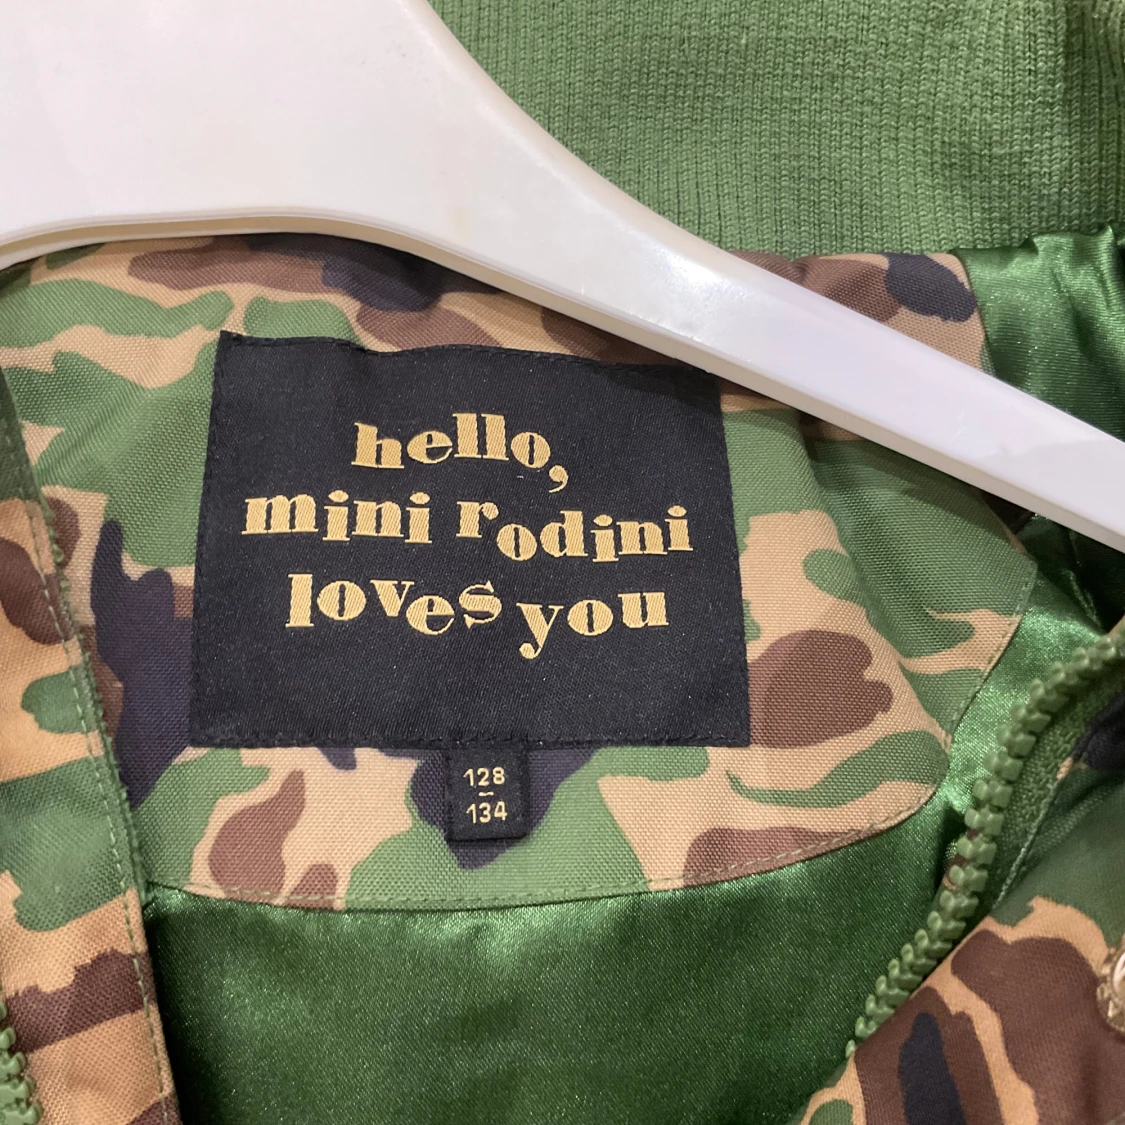 hello,
mini rodini
loves you
128
-
134